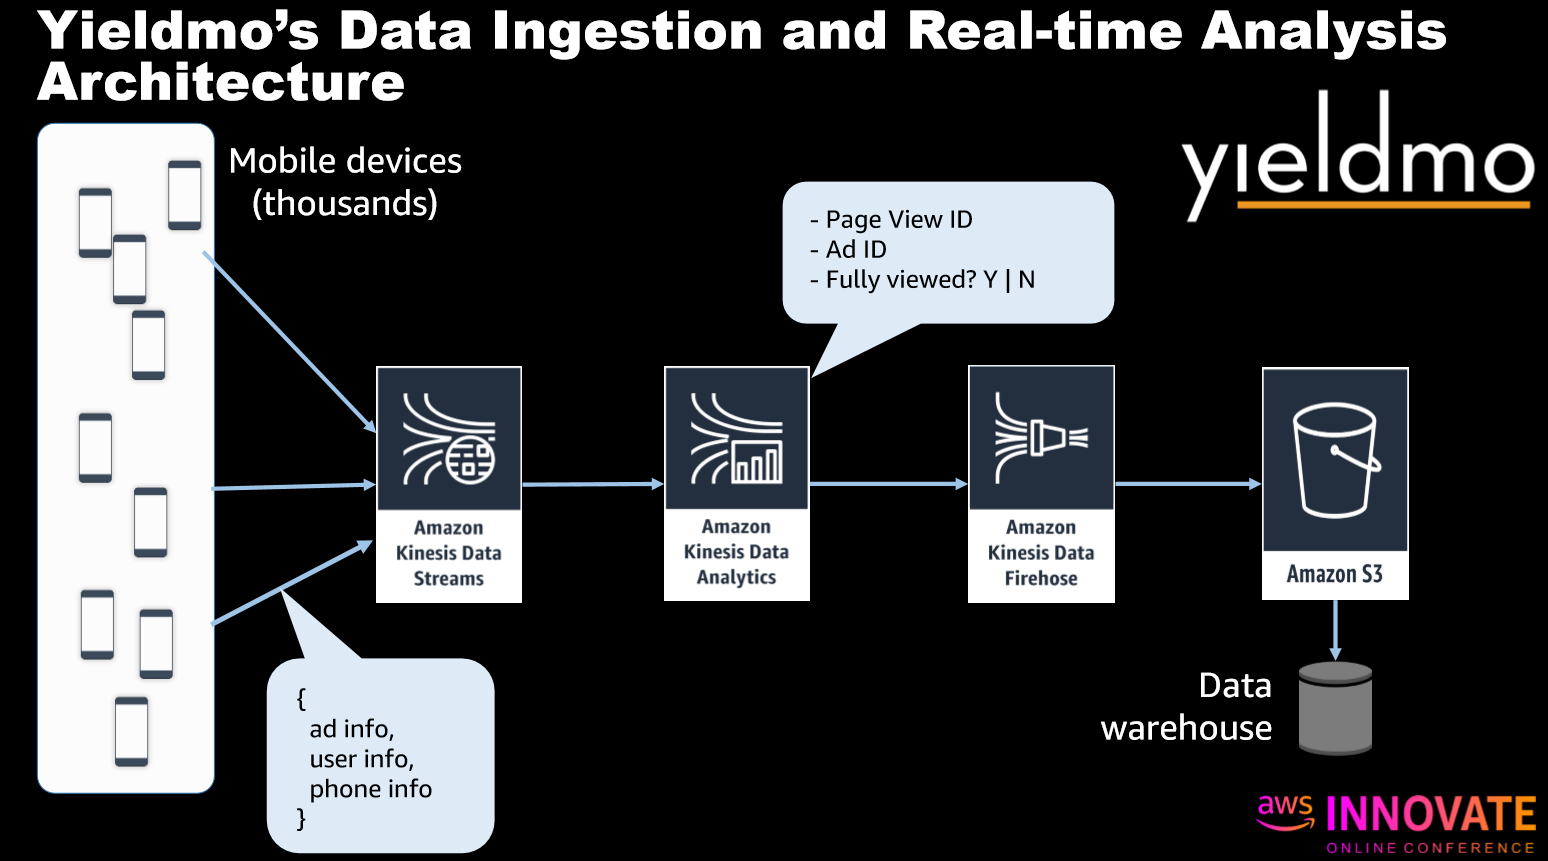 Yieldmo’s Data Ingestion and Real-time Analysis
Architecture
Mobile devices
(thousands)
yieldmo
- Page View ID
- Ad ID
- Fully viewed? Y | N
Amazon
Kinesis Data
Streams
Amazon
Kinesis Data
Analytics
Amazon
Kinesis Data
Firehose
Amazon S3
{
ad info,
user info,
phone info
}
Data
warehouse
aws INNOVATE
ONLINE CONFERENCE